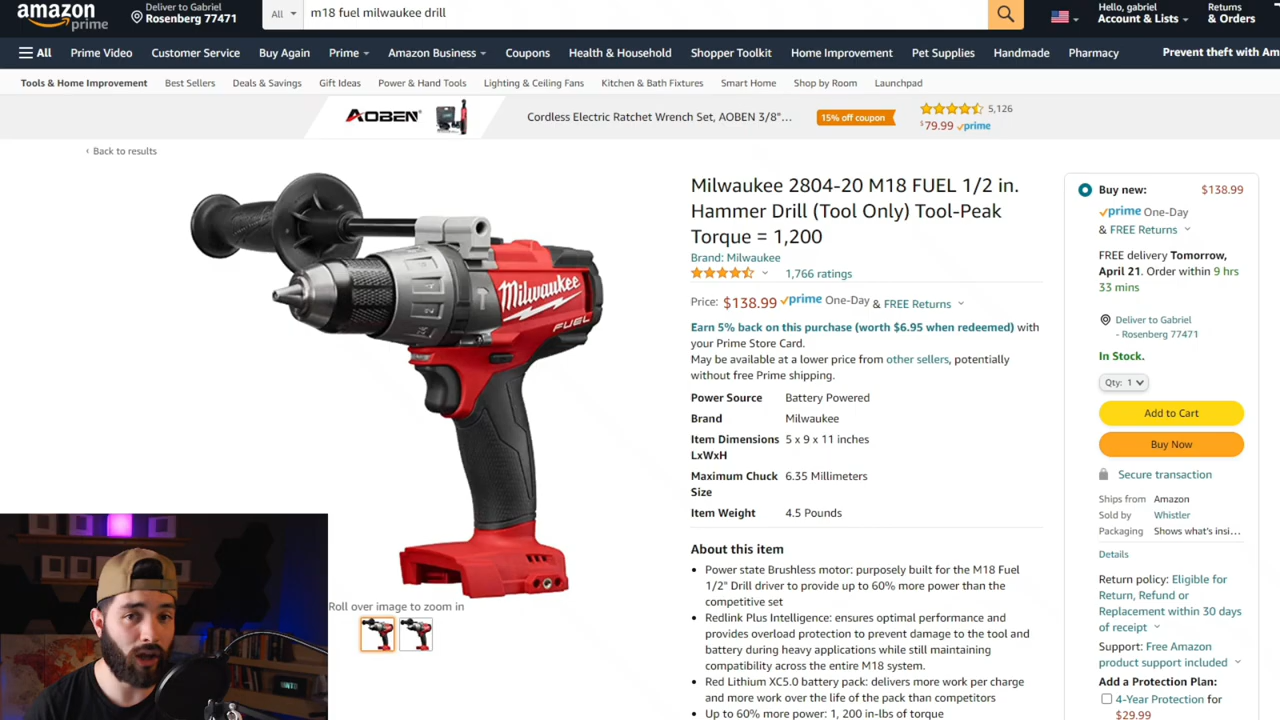 amazon
prime
Deliver to Gabriel
Rosenberg 77471
All
m18 fuel milwaukee drill
Hello, gabriel
Account & Lists
Returns
& Orders
All
Prime Video
Customer Service
Buy Again
Prime
Amazon Business
Coupons
Health & Household
Shopper Toolkit
Home Improvement
Pet Supplies
Handmade
Pharmacy
Prevent theft with Am
Tools & Home Improvement
Best Sellers
Deals & Savings
Gift Ideas
Power & Hand Tools
Lighting & Ceiling Fans
Kitchen & Bath Fixtures
Smart Home
Shop by Room
Launchpad
AOBEN
Cordless Electric Ratchet Wrench Set, AOBEN 3/8"...
15% off coupon
5,126
$79.99 prime
‹ Back to results
Milwaukee
FUEL
Roll over image to zoom in
Milwaukee 2804-20 M18 FUEL 1/2 in.
Hammer Drill (Tool Only) Tool-Peak
Torque = 1,200
Brand: Milwaukee
1,766 ratings
Price: $138.99 prime One-Day & FREE Returns
Earn 5% back on this purchase (worth $6.95 when redeemed) with
your Prime Store Card.
May be available at a lower price from other sellers, potentially
without free Prime shipping.
Power Source Battery Powered
Brand Milwaukee
Item Dimensions 5 x 9 x 11 inches
LxWxH
Maximum Chuck 6.35 Millimeters
Size
Item Weight 4.5 Pounds
About this item
• Power state Brushless motor: purposely built for the M18 Fuel
1/2" Drill driver to provide up to 60% more power than the
competitive set
• Redlink Plus Intelligence: ensures optimal performance and
provides overload protection to prevent damage to the tool and
battery during heavy applications while still maintaining
compatibility across the entire M18 system.
• Red Lithium XC5.0 battery pack: delivers more work per charge
and more work over the life of the pack than competitors
• Up to 60% more power: 1, 200 in-lbs of torque
Buy new: $138.99
prime One-Day
& FREE Returns
FREE delivery Tomorrow,
April 21. Order within 9 hrs
33 mins
Deliver to Gabriel
- Rosenberg 77471
In Stock.
Qty: 1
Add to Cart
Buy Now
Secure transaction
Ships from Amazon
Sold by Whistler
Packaging Shows what's insi...
Details
Return policy: Eligible for
Return, Refund or
Replacement within 30 days
of receipt
Support: Free Amazon
product support included
Add a Protection Plan:
4-Year Protection for
$29.99